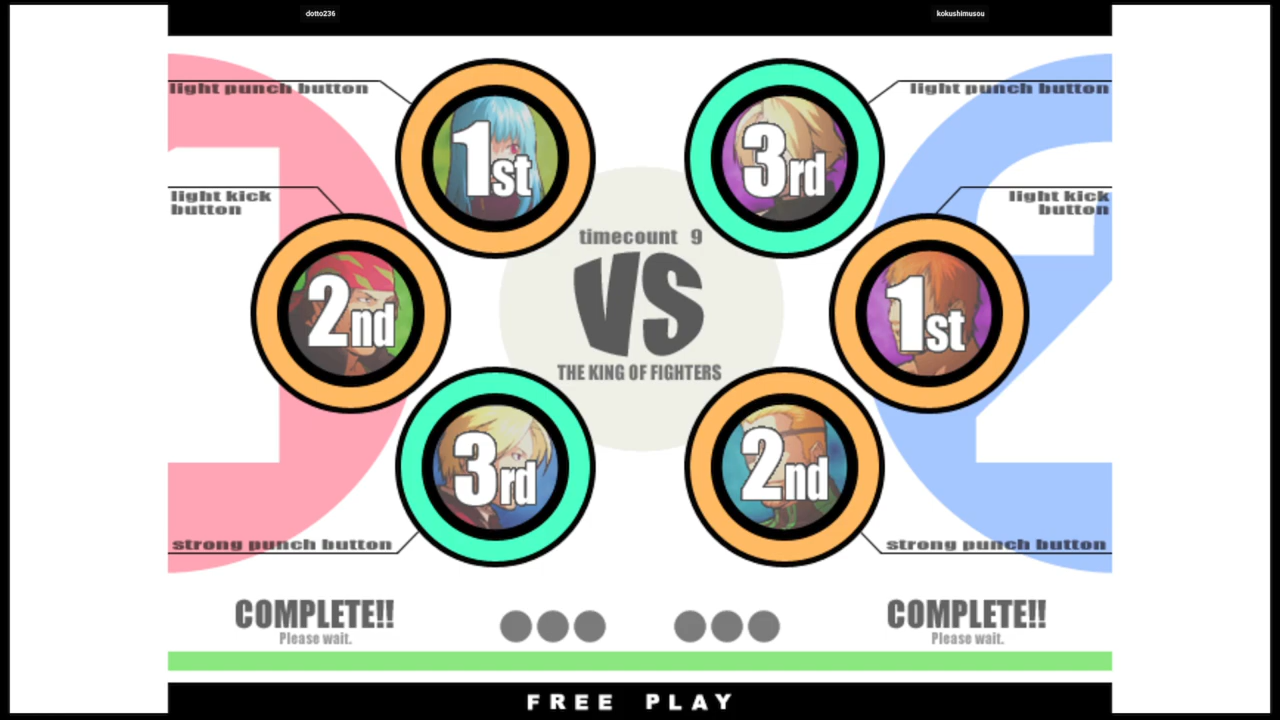 dotto236
kokushimusou
light punch button
light punch button
1st
3rd
light kick
button
light kick
button
timecount 9
VS
THE KING OF FIGHTERS
2nd
1st
3rd
2nd
strong punch button
strong punch button
COMPLETE!!
Please wait.
COMPLETE!!
Please wait.
FREE PLAY